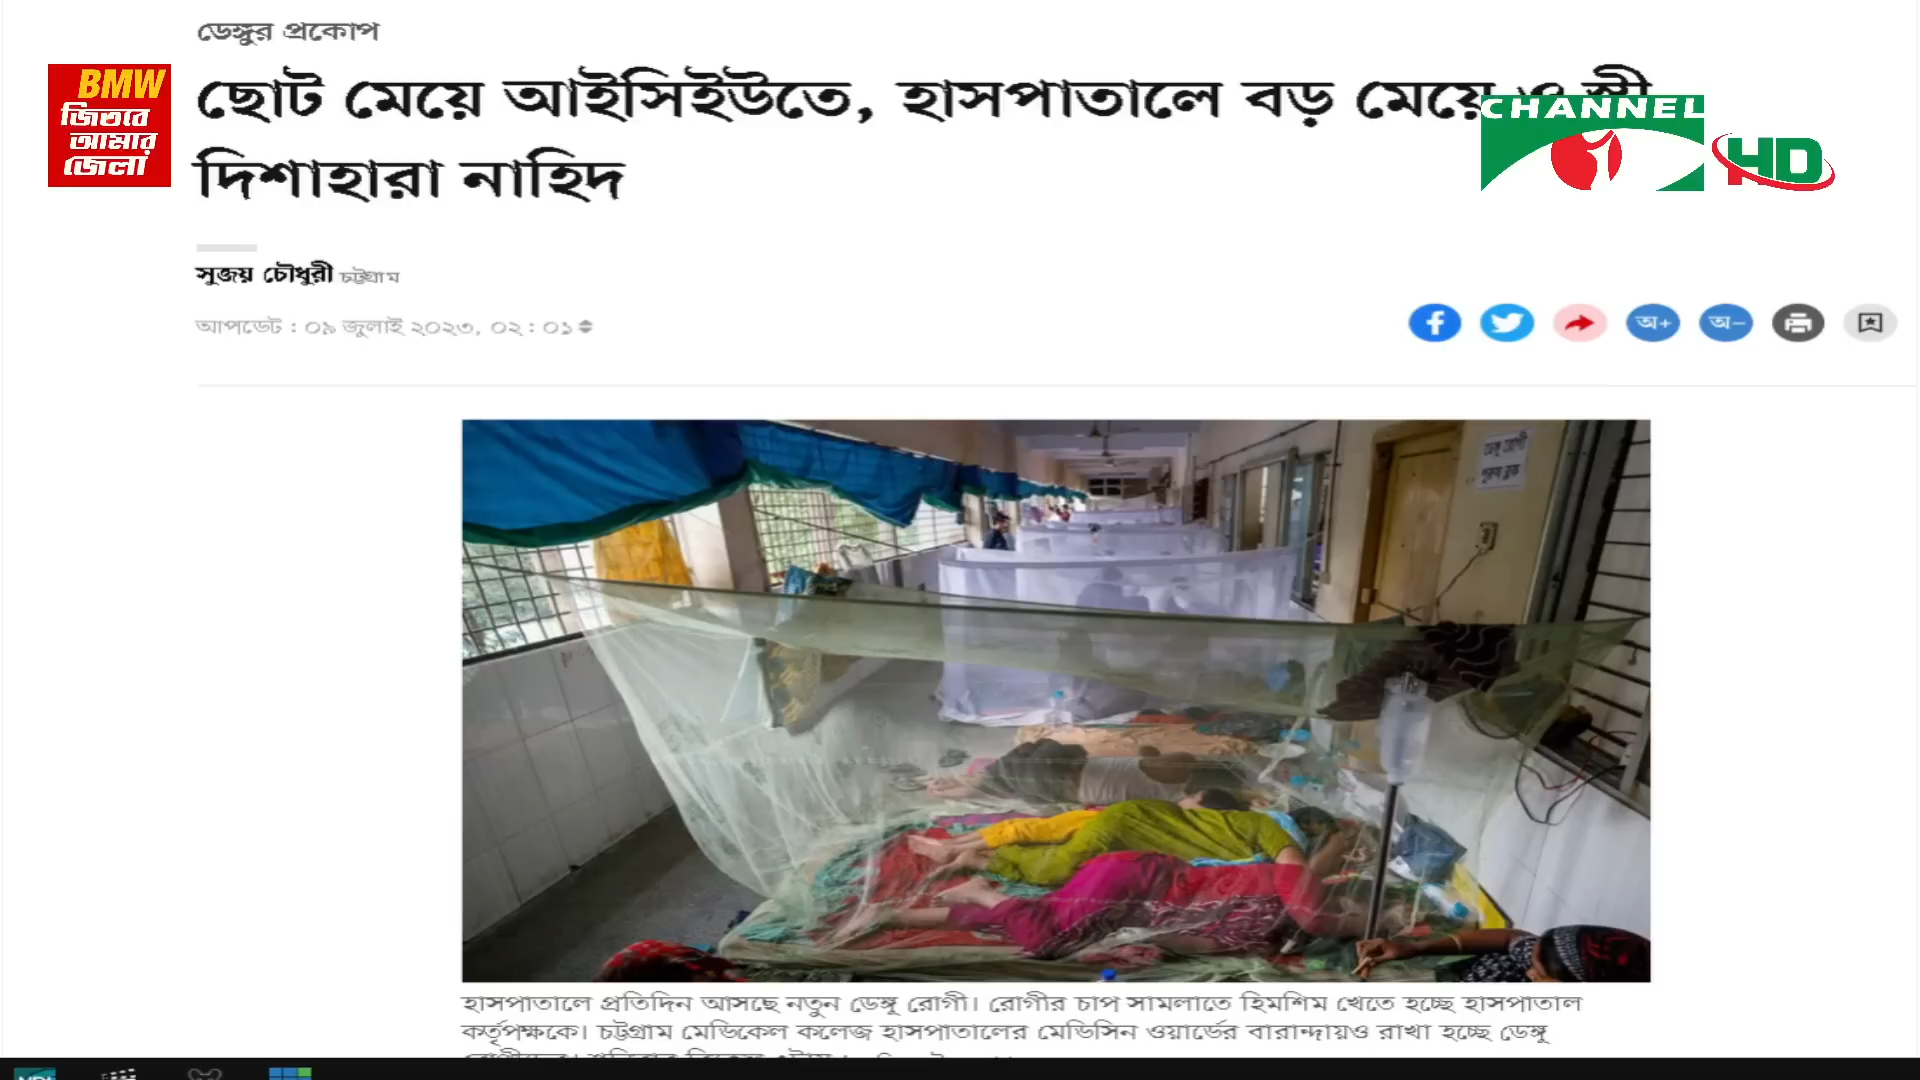 ডেঙ্গুর প্রকোপ
ছোট মেয়ে আইসিইউতে, হাসপাতালে বড় মেয়ে ও স্ত্রী
দিশাহারা নাহিদ
BMW
জিতবে
আমার
জেলা
CHANNEL
HD
সুজয় চৌধুরী চট্টগ্রাম
আপডেট : ০৯ জুলাই ২০২৩, ০২ : ০১
অ+ অ−
হাসপাতালে প্রতিদিন আসছে নতুন ডেঙ্গু রোগী। রোগীর চাপ সামলাতে হিমশিম খেতে হচ্ছে হাসপাতাল
কর্তৃপক্ষকে। চট্টগ্রাম মেডিকেল কলেজ হাসপাতালের মেডিসিন ওয়ার্ডের বারান্দায়ও রাখা হচ্ছে ডেঙ্গু